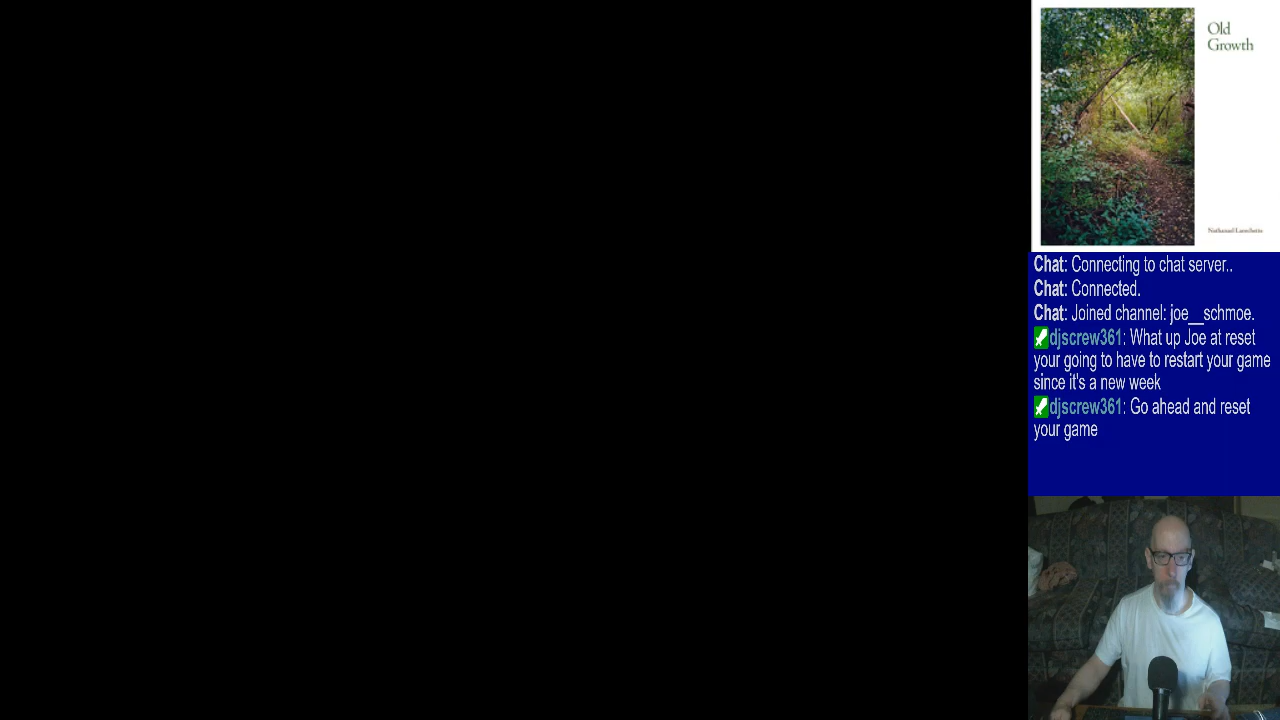 Old
Growth
Chat: Connecting to chat server..
Chat: Connected.
Chat: Joined channel: joe__schmoe.
djscrew361: What up Joe at reset
your going to have to restart your game
since it's a new week
djscrew361: Go ahead and reset
your game